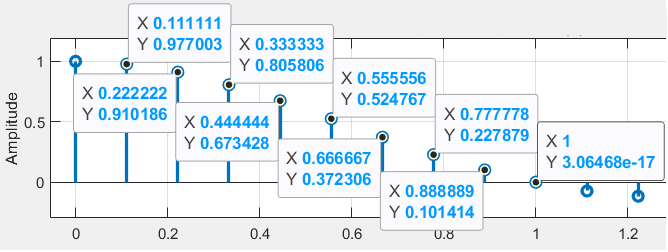 X 0.111111
Y 0.977003
X 0.333333
Y 0.805806
X 0.555556
Y 0.524767
X 0.777778
Y 0.227879
X 1
Y 3.06468e-17
X 0.222222
Y 0.910186
X 0.444444
Y 0.673428
X 0.666667
Y 0.372306
X 0.888889
Y 0.101414
Amplitude
1
0.5
0
0
0.2
0.4
0.6
0.8
1
1.2